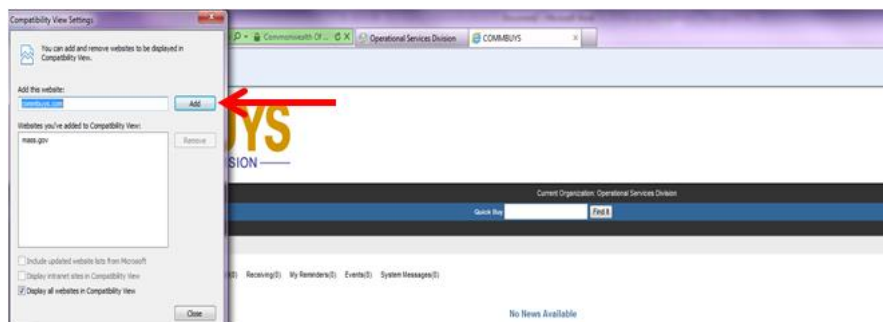 Compatibility View Settings
You can add and remove websites to be displayed in
Compatibility View.
Add this website:
commbuys.com
Add
Websites you've added to Compatibility View:
mass.gov
Remove
Include updated website lists from Microsoft
Display intranet sites in Compatibility View
Display all websites in Compatibility View
Close
Commonwealth Of ...
Operational Services Division
COMMBUYS
UYS
SION
Current Organization: Operational Services Division
Quick Buy
Find It
Receiving(0) My Reminders(0) Events(0) System Messages(0)
No News Available